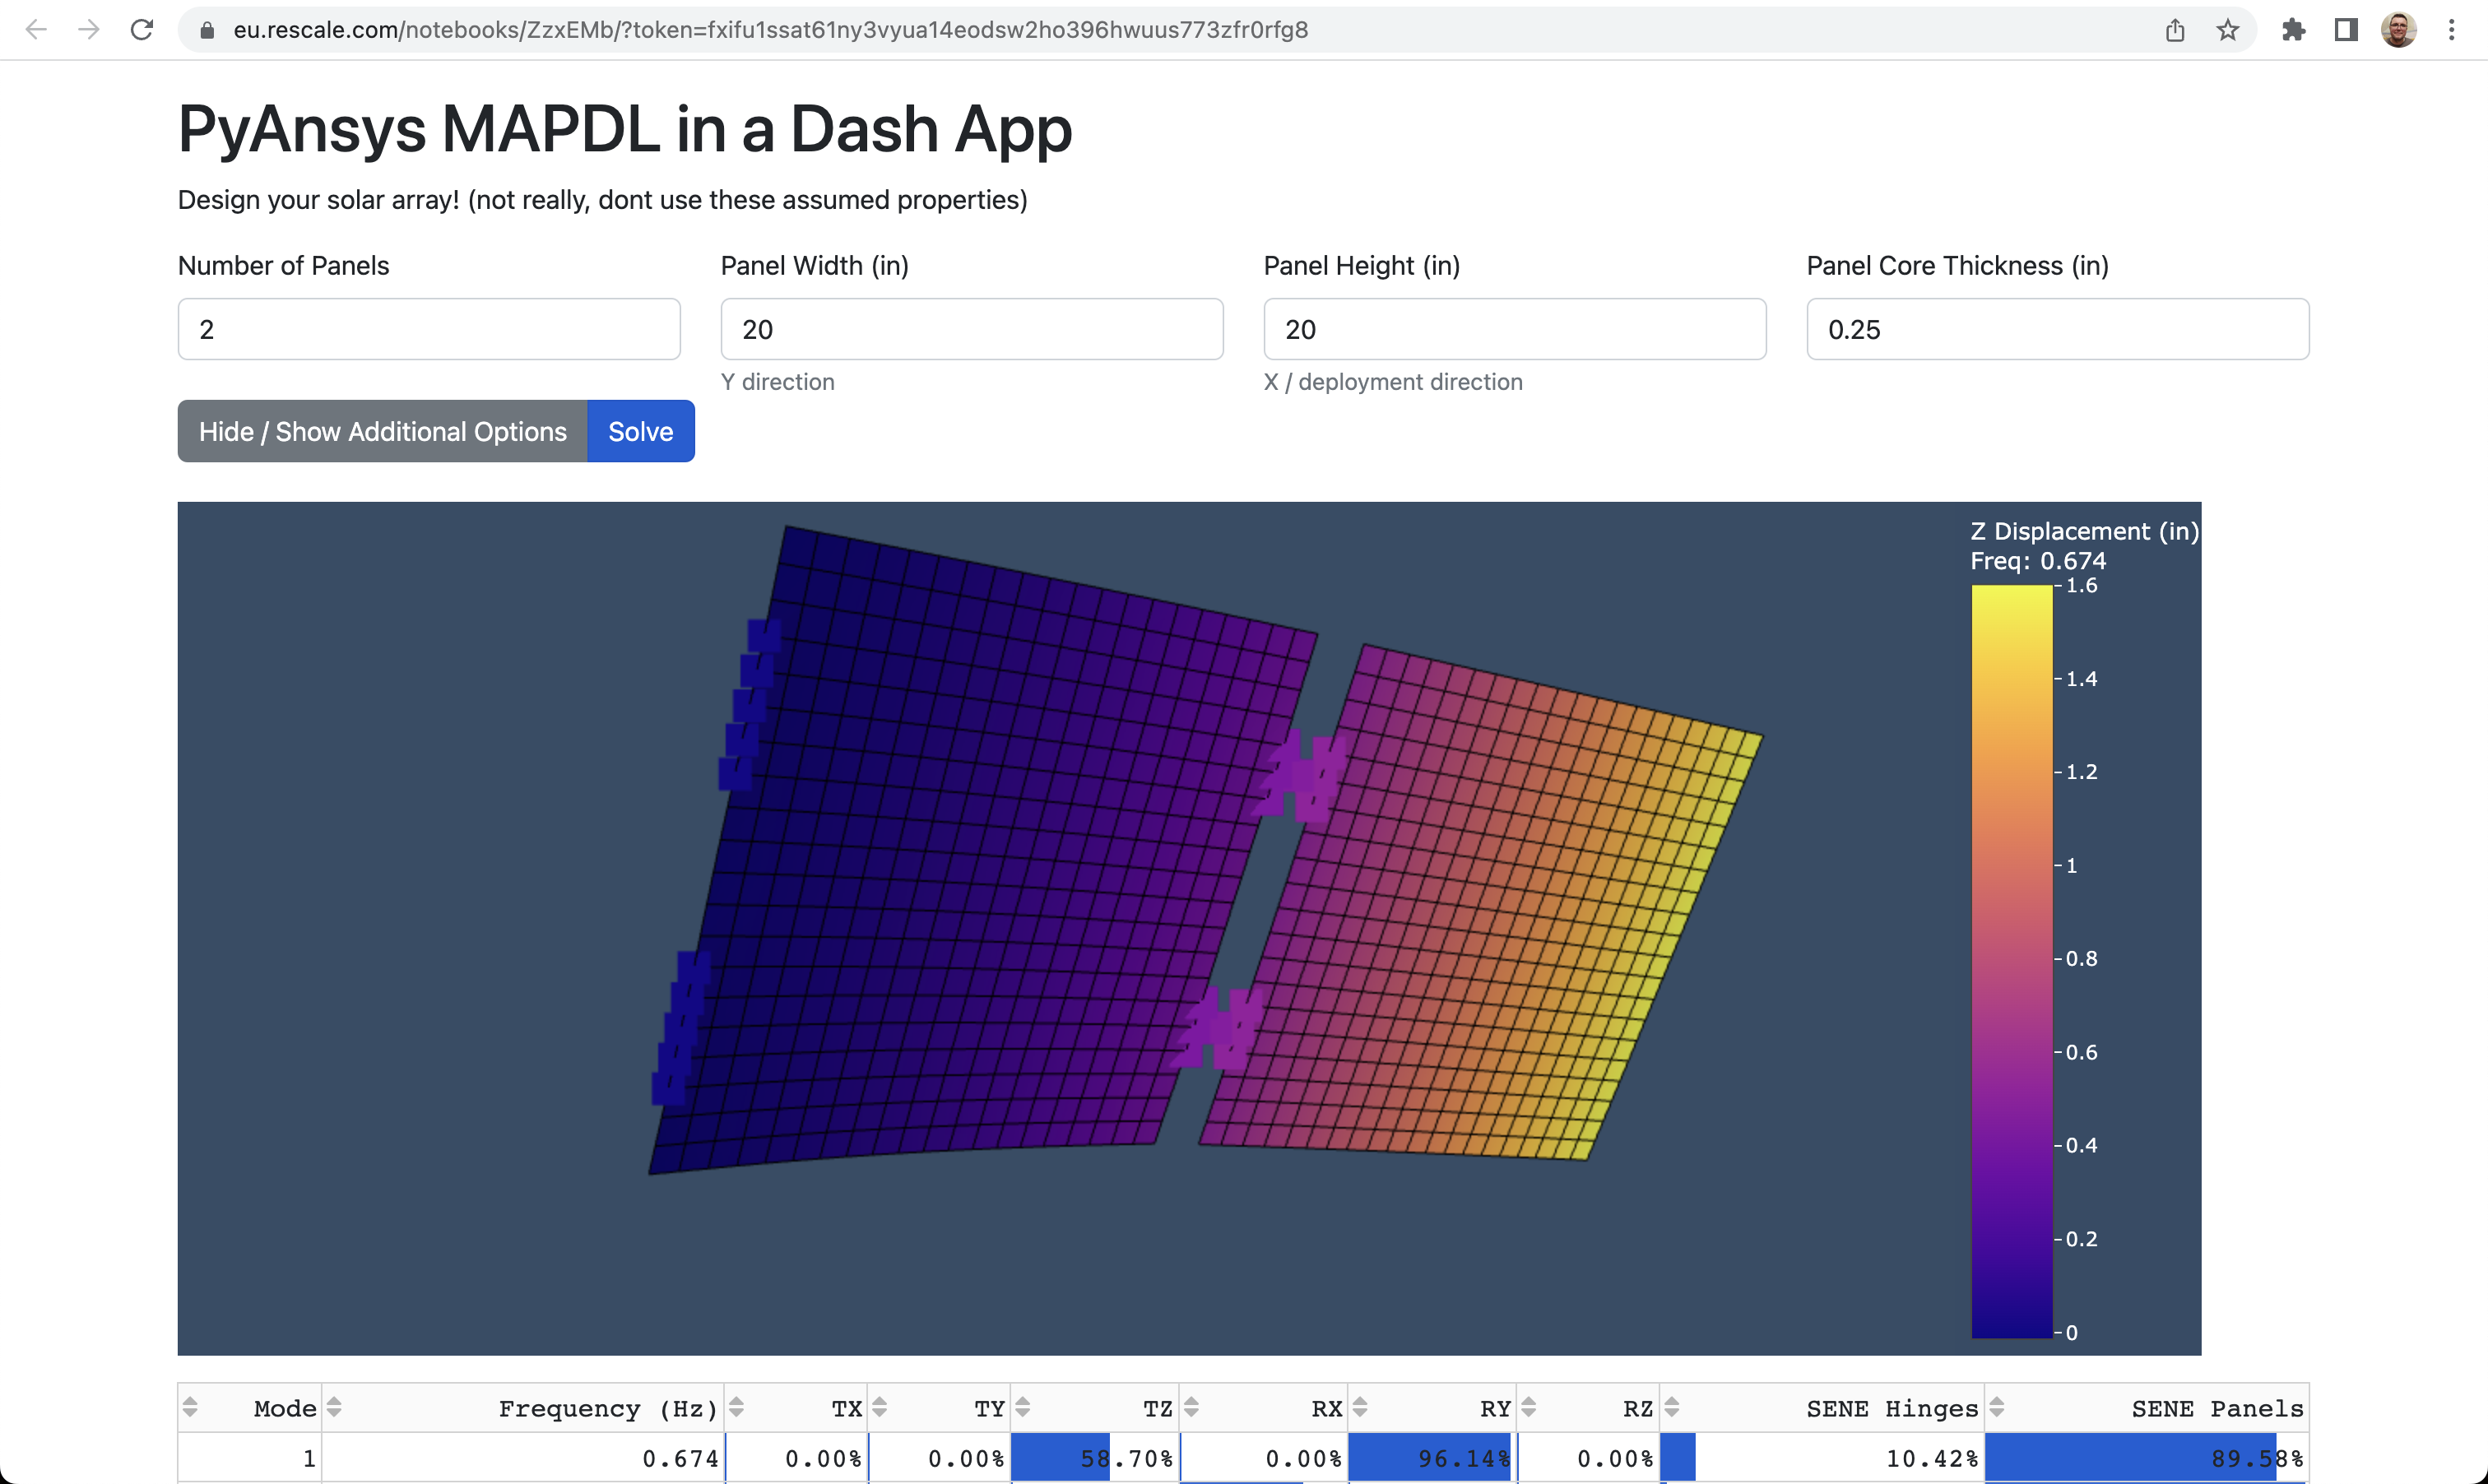 eu.rescale.com/notebooks/ZzxEMb/?token=fxifu1ssat61ny3vyua14eodsw2ho396hwuus773zfr0rfg8
PyAnsys MAPDL in a Dash App
Design your solar array! (not really, dont use these assumed properties)
Number of Panels Panel Width (in) Panel Height (in) Panel Core Thickness (in)
2 20 20 0.25
Y direction X / deployment direction
Hide / Show Additional Options Solve
Z Displacement (in)
Freq: 0.674
1.6
1.4
1.2
1
0.8
0.6
0.4
0.2
0
Mode Frequency (Hz) TX TY TZ RX RY RZ SENE Hinges SENE Panels
1 0.674 0.00% 0.00% 58.70% 0.00% 96.14% 0.00% 10.42% 89.58%